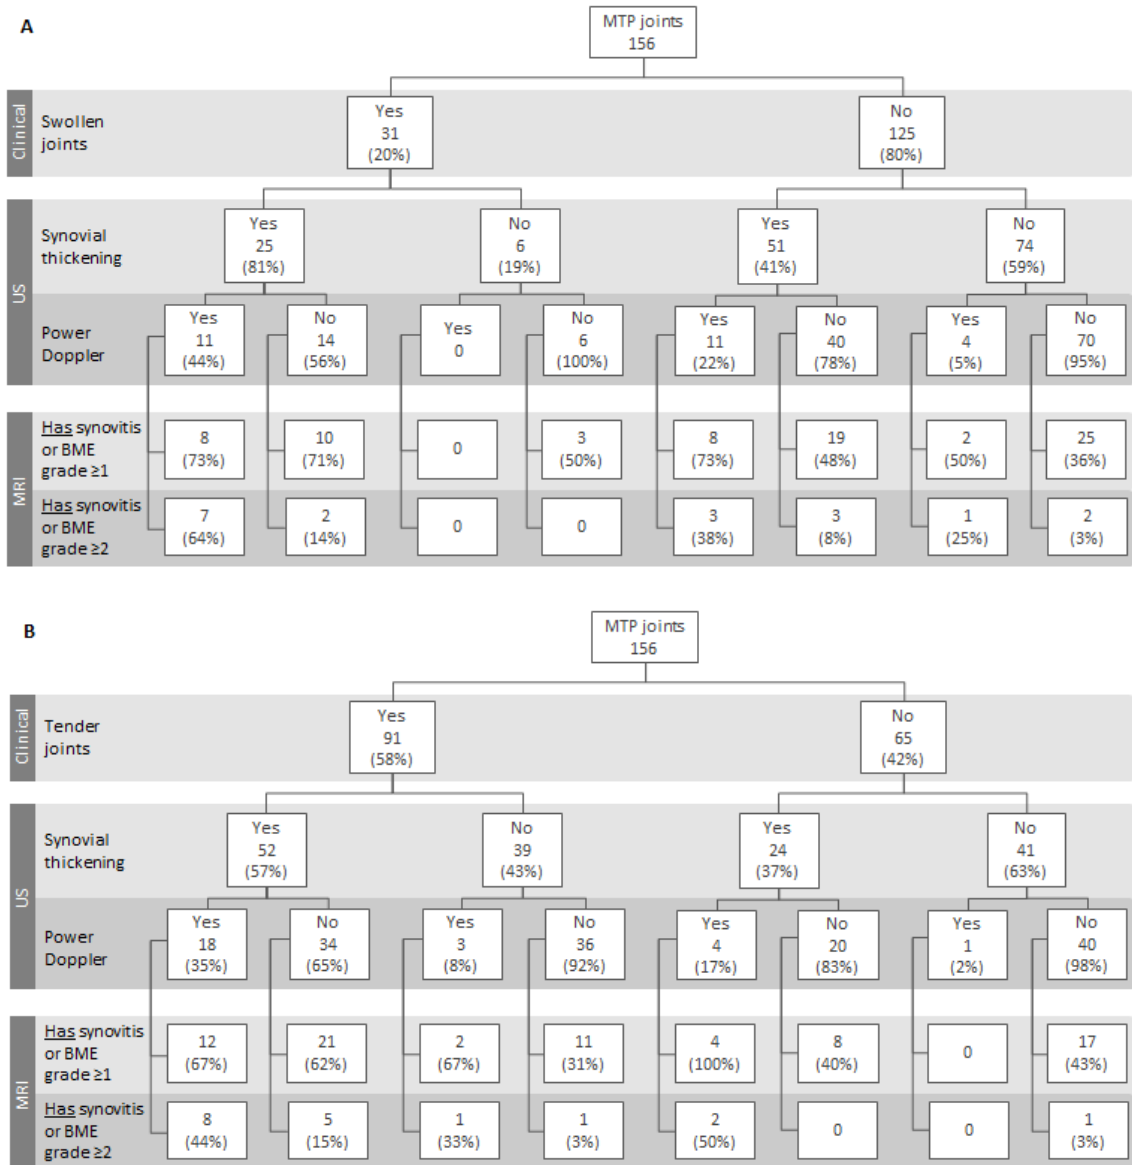 A
MTP joints
156
Clinical
Swollen
joints
Yes
31
(20%)
No
125
(80%)
US
Synovial
thickening
Yes
25
(81%)
No
6
(19%)
Yes
51
(41%)
No
74
(59%)
Power
Doppler
Yes
11
(44%)
No
14
(56%)
Yes
0
No
6
(100%)
Yes
11
(22%)
No
40
(78%)
Yes
4
(5%)
No
70
(95%)
MRI
Has synovitis
or BME
grade ≥1
8
(73%)
10
(71%)
0
3
(50%)
8
(73%)
19
(48%)
2
(50%)
25
(36%)
Has synovitis
or BME
grade ≥2
7
(64%)
2
(14%)
0
0
3
(38%)
3
(8%)
1
(25%)
2
(3%)
B
MTP joints
156
Clinical
Tender
joints
Yes
91
(58%)
No
65
(42%)
US
Synovial
thickening
Yes
52
(57%)
No
39
(43%)
Yes
24
(37%)
No
41
(63%)
Power
Doppler
Yes
18
(35%)
No
34
(65%)
Yes
3
(8%)
No
36
(92%)
Yes
4
(17%)
No
20
(83%)
Yes
1
(2%)
No
40
(98%)
MRI
Has synovitis
or BME
grade ≥1
12
(67%)
21
(62%)
2
(67%)
11
(31%)
4
(100%)
8
(40%)
0
17
(43%)
Has synovitis
or BME
grade ≥2
8
(44%)
5
(15%)
1
(33%)
1
(3%)
2
(50%)
0
0
1
(3%)